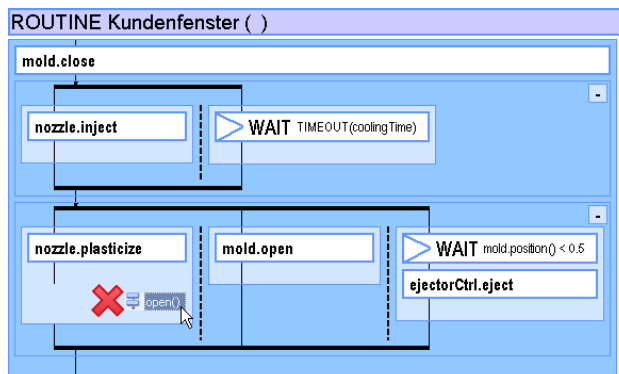 ROUTINE Kundenfenster ( )
mold.close
-
nozzle.inject
WAIT TIMEOUT(coolingTime)
-
nozzle.plasticize
mold.open
WAIT mold.position() < 0.5
ejectorCtrl.eject
open()